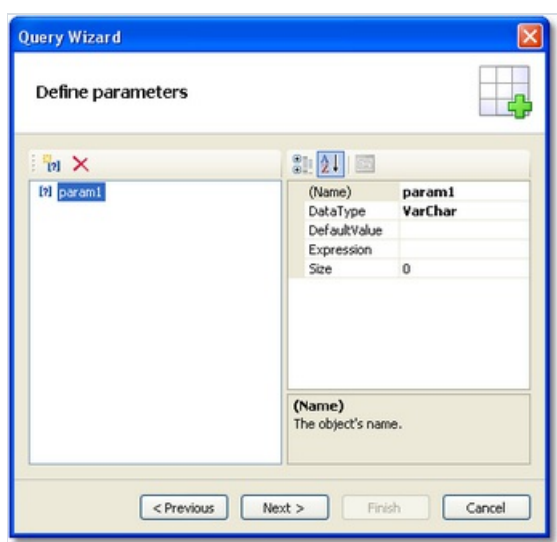 Query Wizard
Define parameters
[?] param1
(Name) param1
DataType VarChar
DefaultValue
Expression
Size 0
(Name)
The object's name.
< Previous Next > Finish Cancel